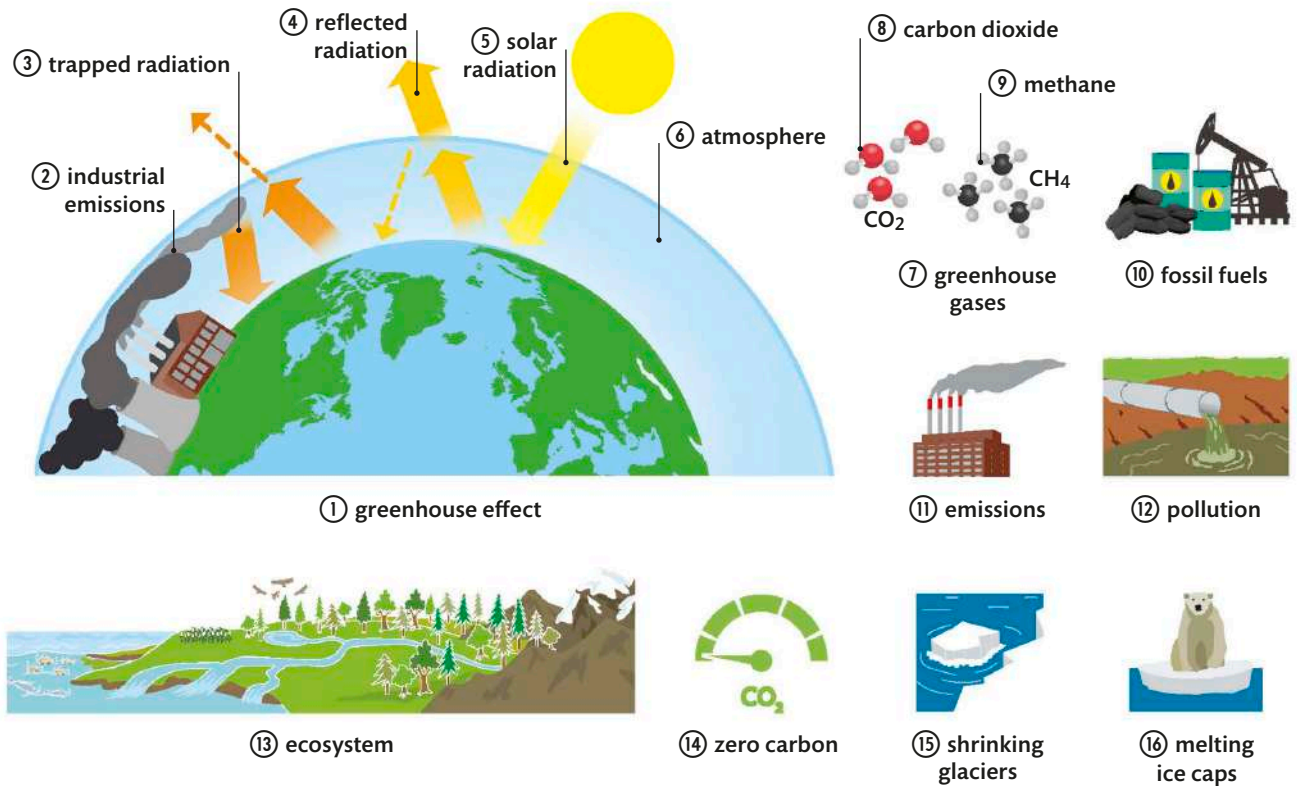 ④ reflected
radiation
③ trapped radiation
⑤ solar
radiation
② industrial
emissions
⑥ atmosphere
① greenhouse effect
⑧ carbon dioxide
⑨ methane
CO₂
CH4
⑦ greenhouse
gases
⑩ fossil fuels
⑪ emissions
⑫ pollution
⑬ ecosystem
CO₂
⑭ zero carbon
⑮ shrinking
glaciers
⑯ melting
ice caps